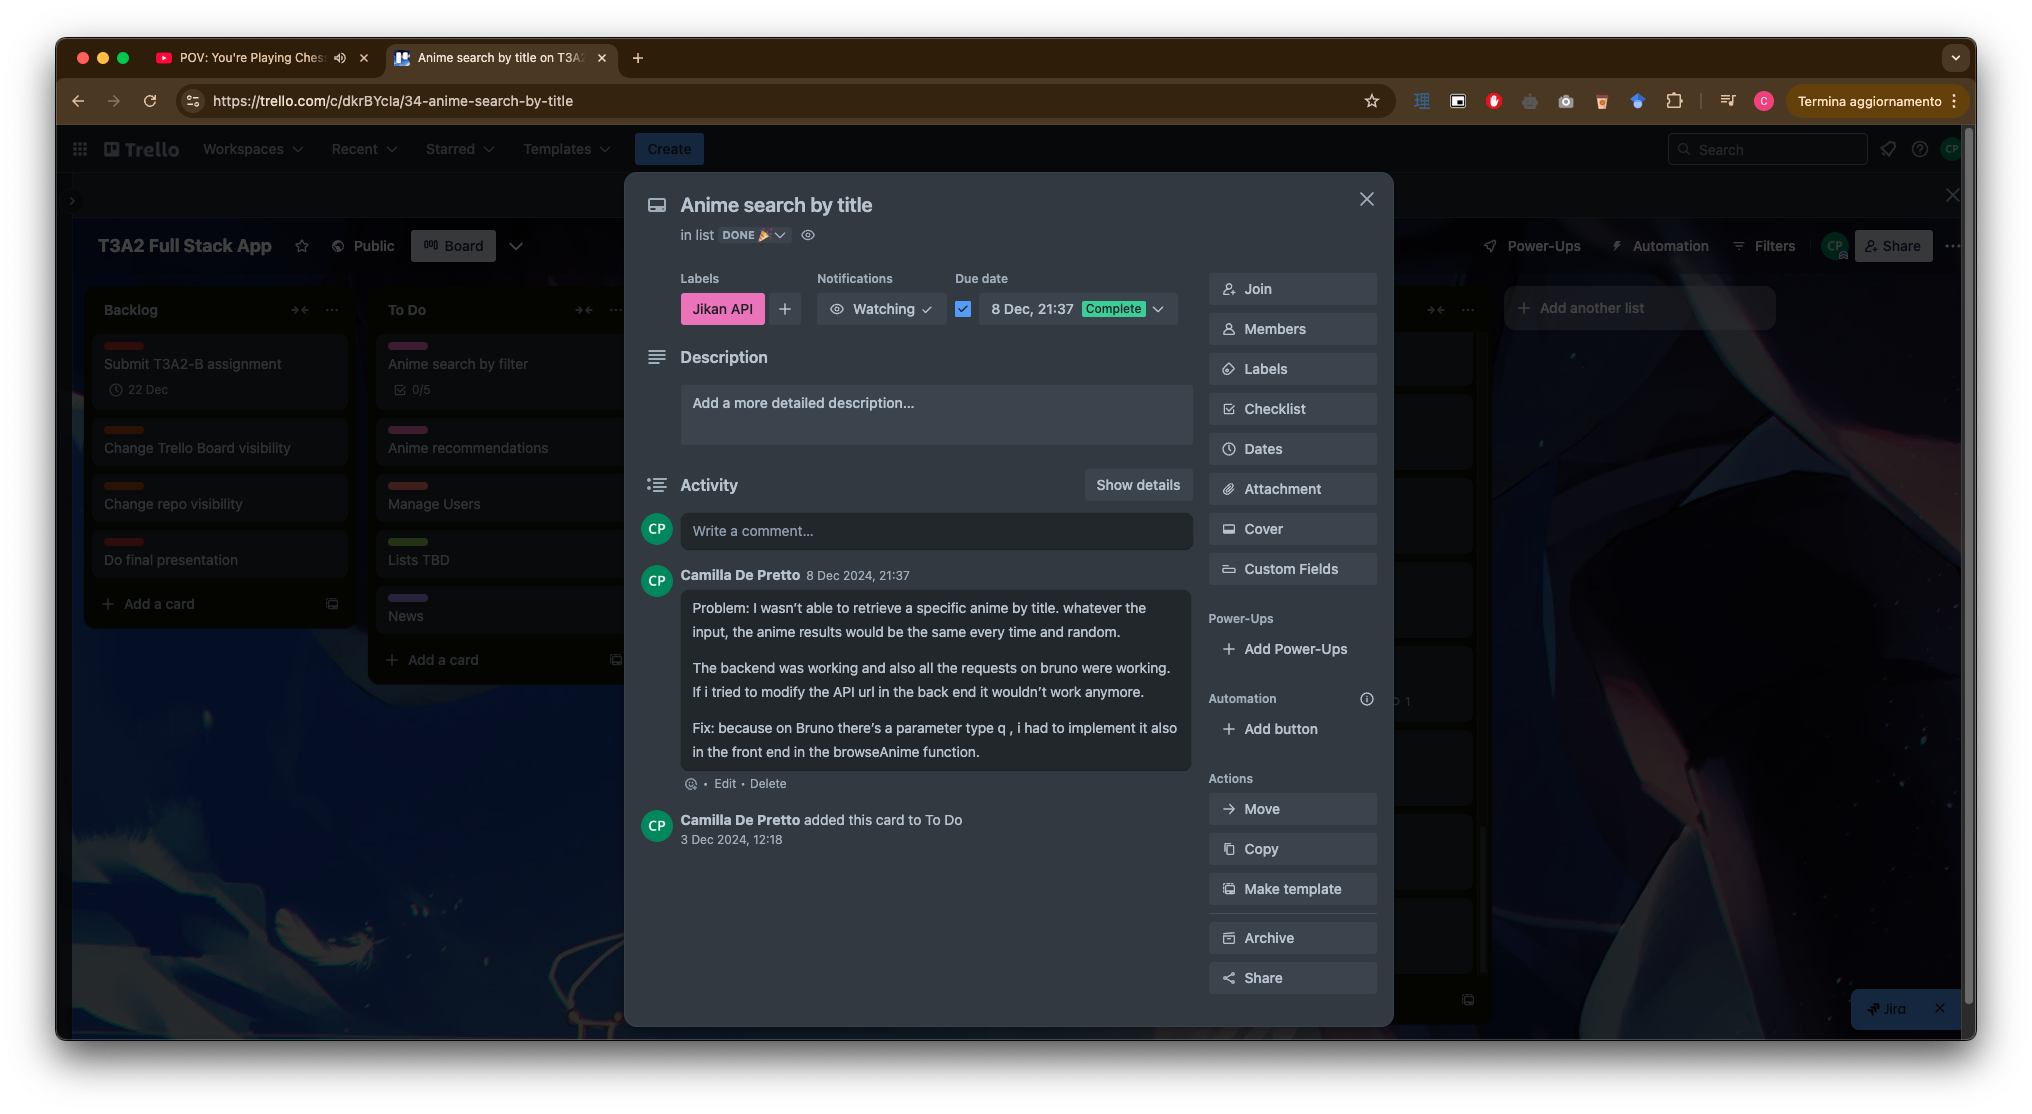 POV: You're Playing Chess
Anime search by title on T3A2
https://trello.com/c/dkrBYcla/34-anime-search-by-title
C
Termina aggiornamento
Trello
Workspaces
Recent
Starred
Templates
Create
Search
CP
T3A2 Full Stack App
Public
Board
Power-Ups
Automation
Filters
CP
Share
Backlog
Submit T3A2-B assignment
22 Dec
Change Trello Board visibility
Change repo visibility
Do final presentation
Add a card
To Do
Anime search by filter
0/5
Anime recommendations
Manage Users
Lists TBD
News
Add a card
Anime search by title
in list DONE 🎉
Labels
Notifications
Due date
Jikan API
Watching
8 Dec, 21:37 Complete
Description
Add a more detailed description...
Activity
Show details
CP
Write a comment...
CP
Camilla De Pretto 8 Dec 2024, 21:37
Problem: I wasn't able to retrieve a specific anime by title. whatever the
input, the anime results would be the same every time and random.
The backend was working and also all the requests on bruno were working.
If i tried to modify the API url in the back end it wouldn't work anymore.
Fix: because on Bruno there's a parameter type q , i had to implement it also
in the front end in the browseAnime function.
• Edit • Delete
CP
Camilla De Pretto added this card to To Do
3 Dec 2024, 12:18
Join
Members
Labels
Checklist
Dates
Attachment
Cover
Custom Fields
Power-Ups
Add Power-Ups
Automation
Add button
Actions
Move
Copy
Make template
Archive
Share
1
Add another list
Jira